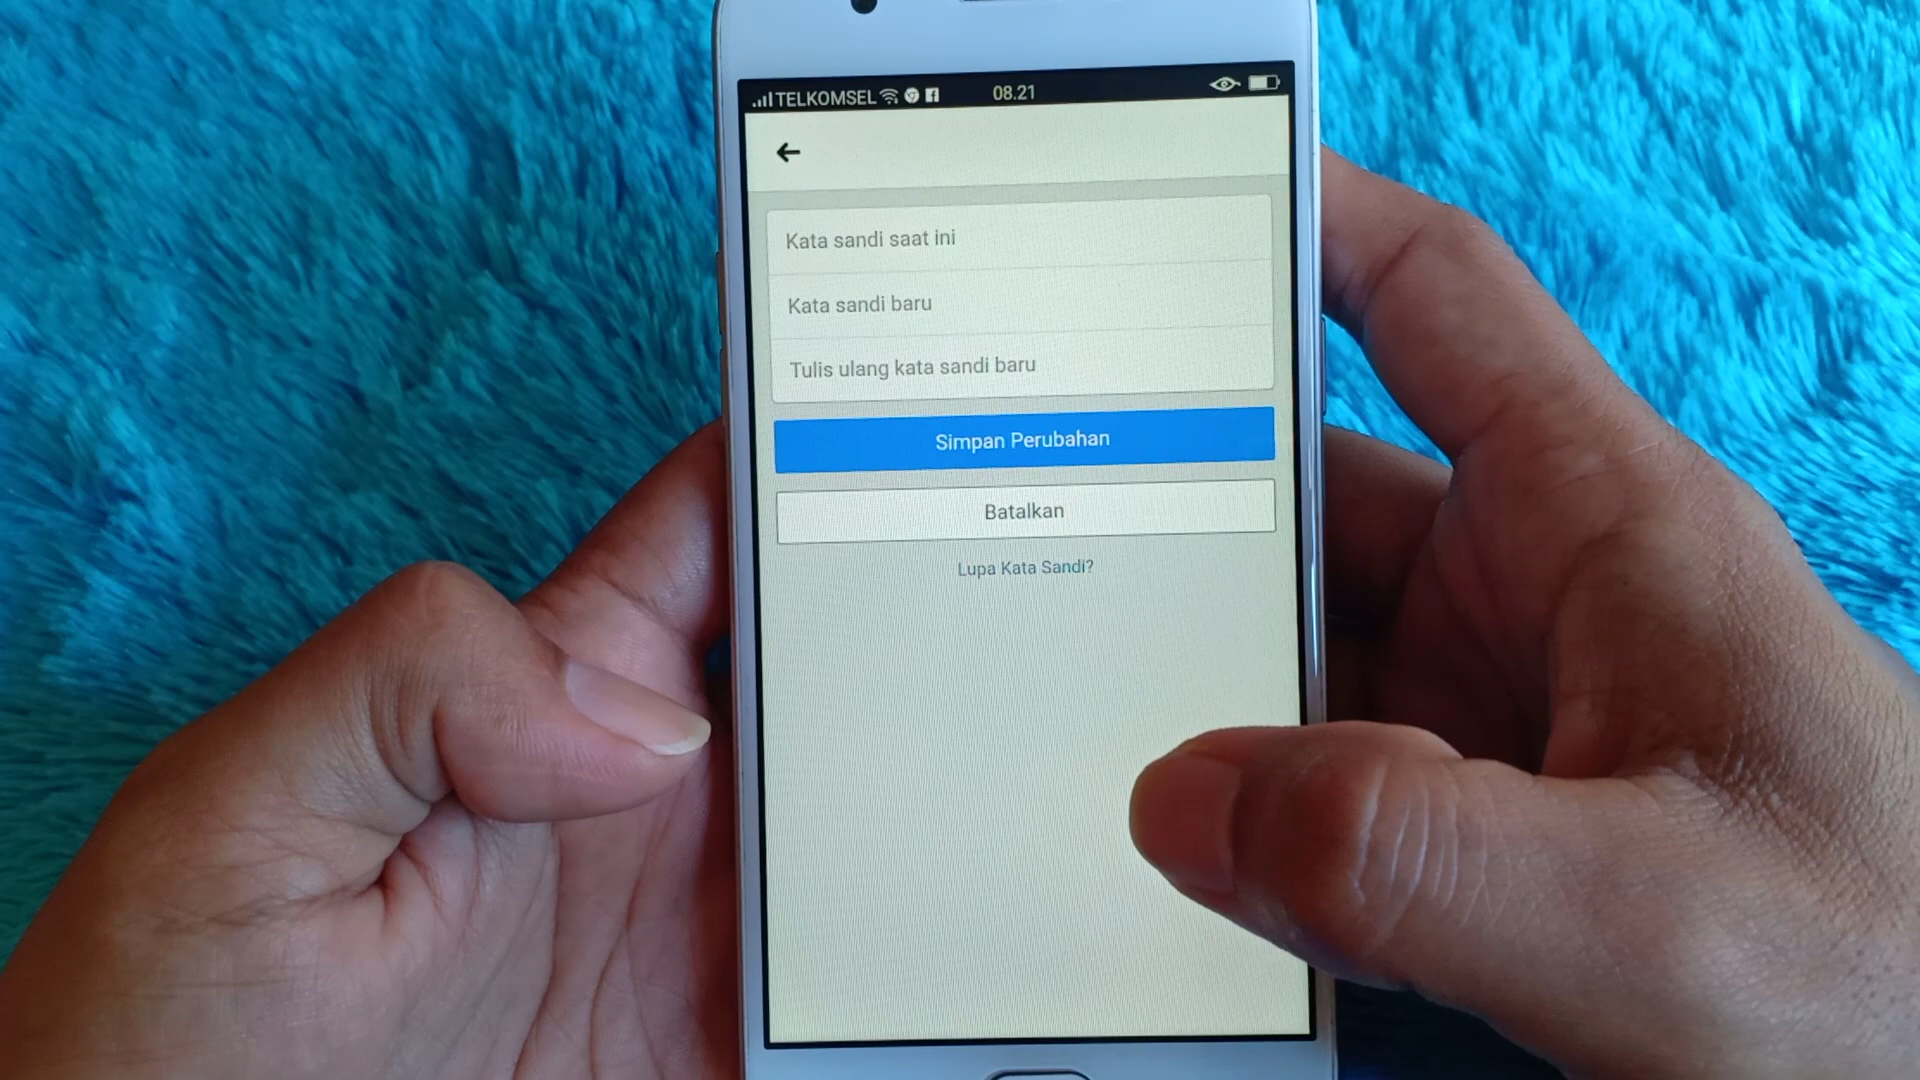 TELKOMSEL 08.21
Kata sandi saat ini
Kata sandi baru
Tulis ulang kata sandi baru
Simpan Perubahan
Batalkan
Lupa Kata Sandi?